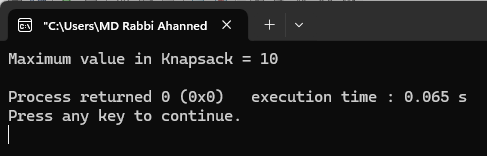 "C:\Users\MD Rabbi Ahanned
Maximum value in Knapsack = 10
Process returned 0 (0x0)   execution time : 0.065 s
Press any key to continue.